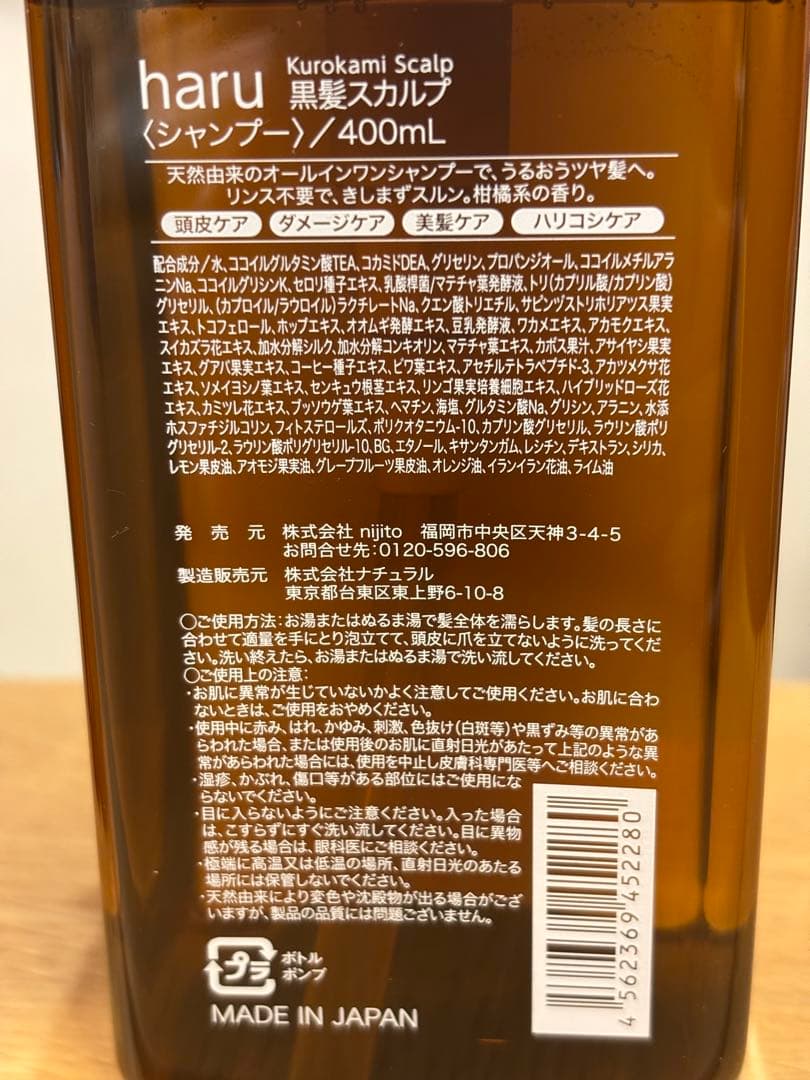 haru Kurokami Scalp
黒髪スカルプ
〈シャンプー〉／400mL
天然由来のオールインワンシャンプーで、うるおうツヤ髪へ。
リンス不要で、きしまずスルン。柑橘系の香り。
頭皮ケア ダメージケア 美髪ケア ハリコシケア
配合成分／水、ココイルグルタミン酸TEA、コカミドDEA、グリセリン、プロパンジオール、ココイルメチルアラ
ニンNa、ココイルグリシンK、セロリ種子エキス、乳酸桿菌/マテチャ葉発酵液、トリ(カプリル酸/カプリン酸)
グリセリル、(カプロイル/ラウロイル)ラクチレートNa、クエン酸トリエチル、サピンヅストリホリアツス果実
エキス、トコフェロール、ホップエキス、オオムギ発酵エキス、豆乳発酵液、ワカメエキス、アカモクエキス、
スイカズラ花エキス、加水分解シルク、加水分解コンキオリン、マテチャ葉エキス、カボス果汁、アサイヤシ果実
エキス、グアバ果実エキス、コーヒー種子エキス、ビワ葉エキス、アセチルテトラペプチド-3、アカツメクサ花
エキス、ソメイヨシノ葉エキス、センキュウ根茎エキス、リンゴ果実培養細胞エキス、ハイブリッドローズ花
エキス、カミツレ花エキス、ブッソウゲ葉エキス、ヘマチン、海塩、グルタミン酸Na、グリシン、アラニン、水添
ホスファチジルコリン、フィトステロールズ、ポリクオタニウム-10、カプリン酸グリセリル、ラウリン酸ポリ
グリセリル-2、ラウリン酸ポリグリセリル-10、BG、エタノール、キサンタンガム、レシチン、デキストラン、シリカ、
レモン果皮油、アオモジ果実油、グレープフルーツ果皮油、オレンジ油、イランイラン花油、ライム油
発売元 株式会社 nijito 福岡市中央区天神3-4-5
お問合せ先：0120-596-806
製造販売元 株式会社ナチュラル
東京都台東区東上野6-10-8
〇ご使用方法：お湯またはぬるま湯で髪全体を濡らします。髪の長さに
合わせて適量を手にとり泡立てて、頭皮に爪を立てないように洗ってくだ
さい。洗い終えたら、お湯またはぬるま湯で洗い流してください。
〇ご使用上の注意：
・お肌に異常が生じていないかよく注意してご使用ください。お肌に合わ
ないときは、ご使用をおやめください。
・使用中に赤み、はれ、かゆみ、刺激、色抜け(白斑等)や黒ずみ等の異常があ
らわれた場合、または使用後のお肌に直射日光があたって上記のような異
常があらわれた場合には、使用を中止し皮膚科専門医等へご相談ください。
・湿疹、かぶれ、傷口等がある部位にはご使用にな
らないでください。
・目に入らないようにご注意ください。入った場合
は、こすらずにすぐ洗い流してください。目に異物
感が残る場合は、眼科医にご相談ください。
・極端に高温又は低温の場所、直射日光のあたる
場所には保管しないでください。
・天然由来により変色や沈殿物が出る場合がござ
いますが、製品の品質には問題ございません。
プラ ボトル
ポンプ
MADE IN JAPAN
4 562369 452280